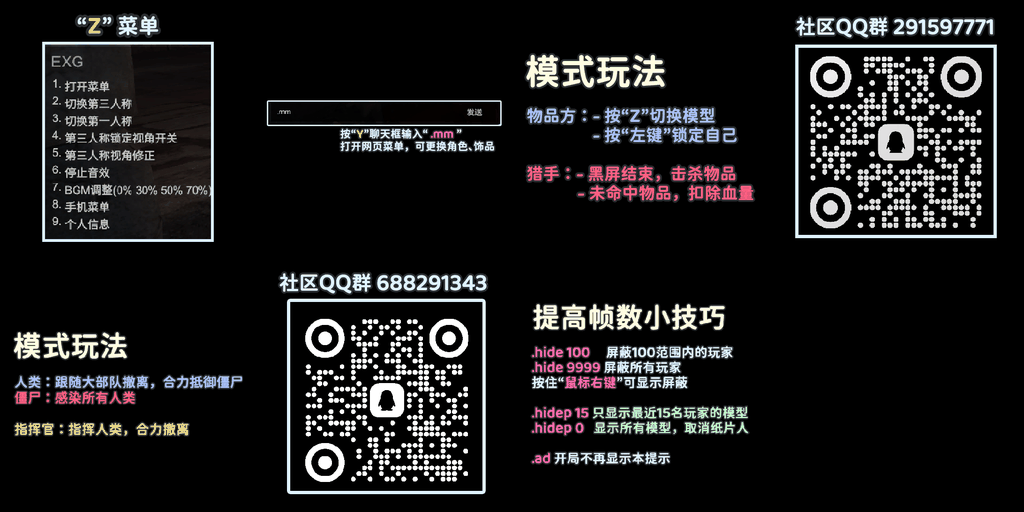 “Z” 菜单
EXG
1. 打开菜单
2. 切换第三人称
3. 切换第一人称
4. 第三人称锁定视角开关
5. 第三人称视角修正
6. 停止音效
7. BGM调整(0% 30% 50% 70%)
8. 手机菜单
9. 个人信息
.mm 发送
按“Y”聊天框输入“ .mm ”
打开网页菜单，可更换角色、饰品
模式玩法
物品方：- 按“Z”切换模型
- 按“左键”锁定自己
猎手：- 黑屏结束，击杀物品
- 未命中物品，扣除血量
社区QQ群 291597771
模式玩法
人类：跟随大部队撤离，合力抵御僵尸
僵尸：感染所有人类
指挥官：指挥人类，合力撤离
社区QQ群 688291343
提高帧数小技巧
.hide 100 屏蔽100范围内的玩家
.hide 9999 屏蔽所有玩家
按住“鼠标右键”可显示屏蔽
.hidep 15 只显示最近15名玩家的模型
.hidep 0 显示所有模型，取消纸片人
.ad 开局不再显示本提示